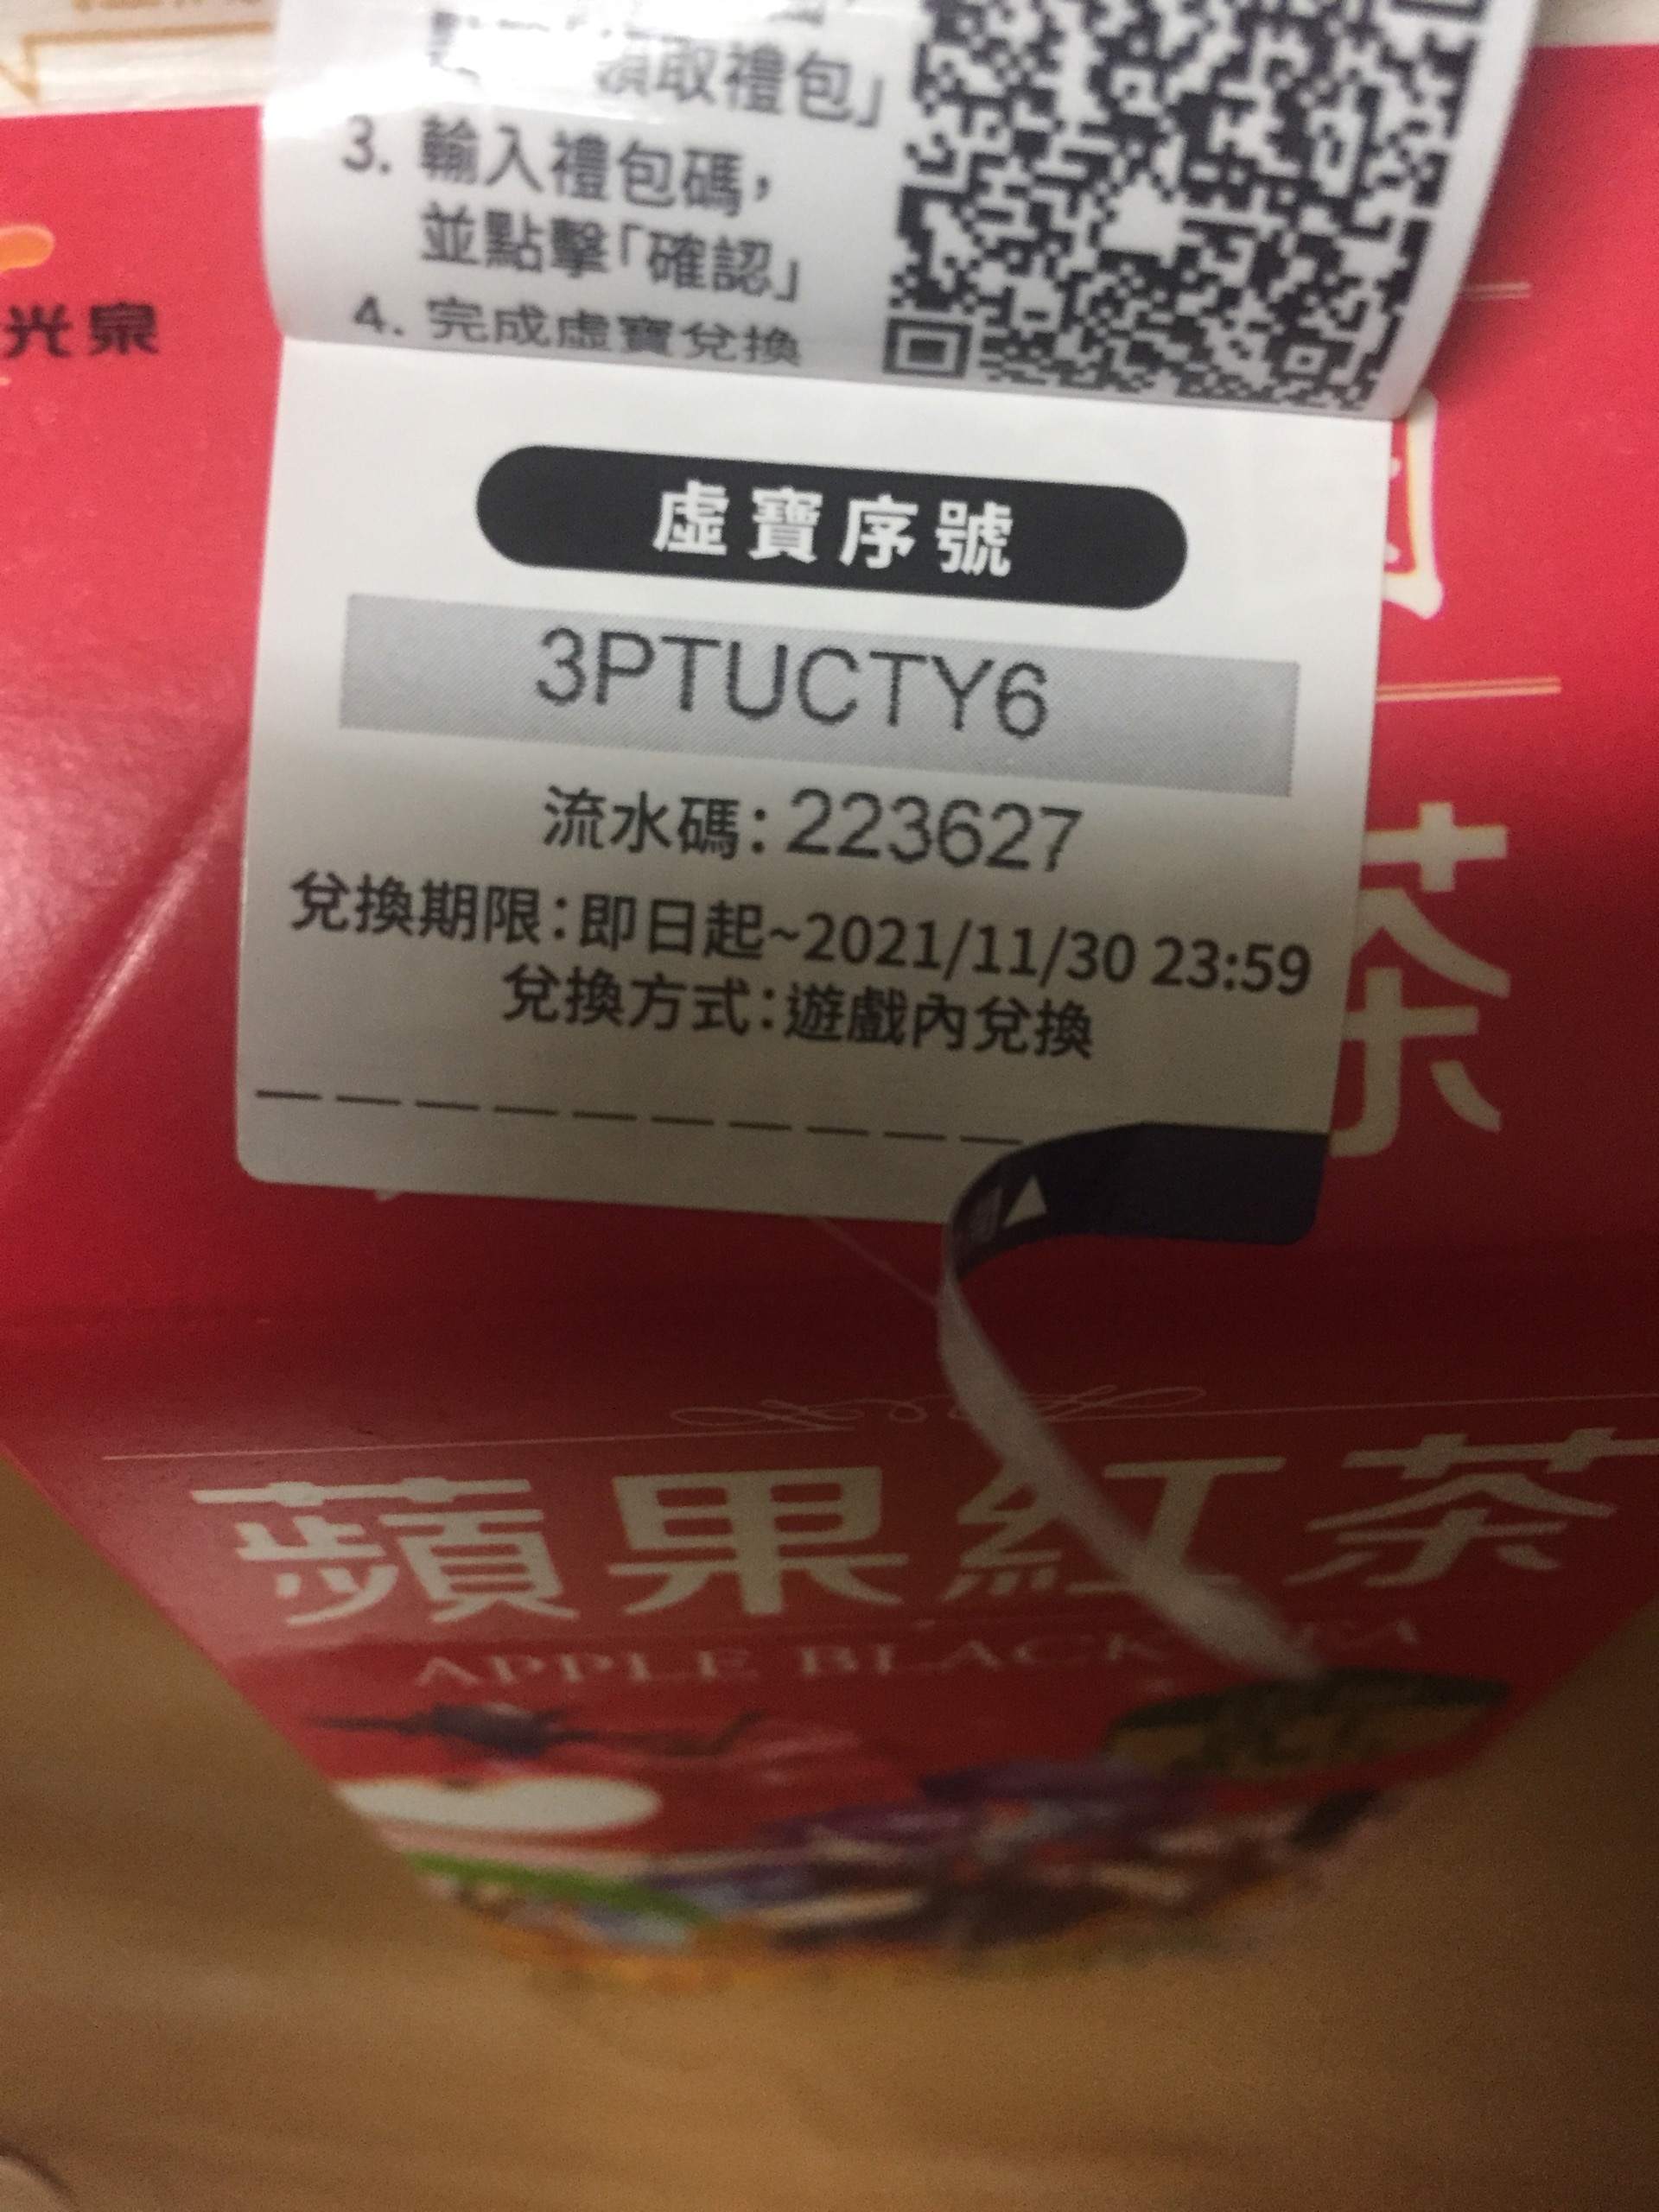 領取禮包」
3. 輸入禮包碼，
並點擊「確認」
4. 完成虛寶兌換
光泉
虛寶序號
3PTUCTY6
流水碼：223627
兌換期限：即日起~2021/11/30 23:59
兌換方式：遊戲內兌換
茶
蘋果紅茶
APPLE BLACK